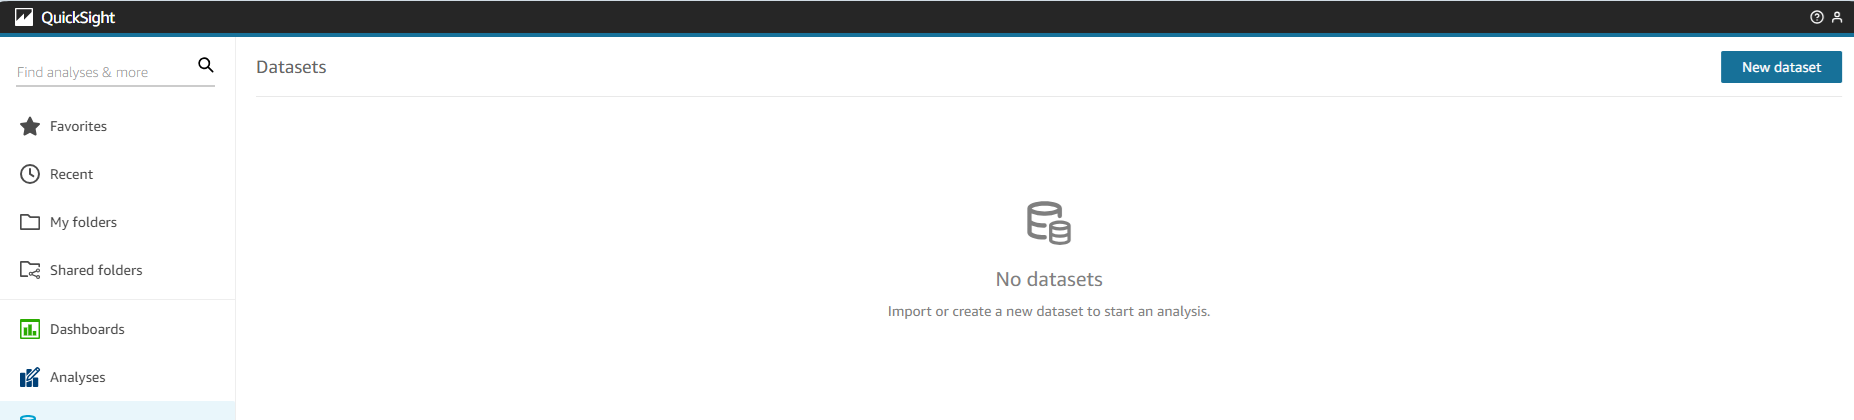 QuickSight
Find analyses & more
Favorites
Recent
My folders
Shared folders
Dashboards
Analyses
Datasets
New dataset
No datasets
Import or create a new dataset to start an analysis.